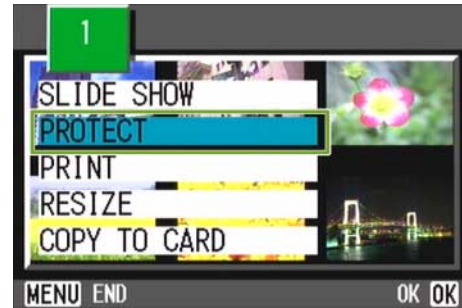 1
SLIDE SHOW
PROTECT
PRINT
RESIZE
COPY TO CARD
MENU END OK OK